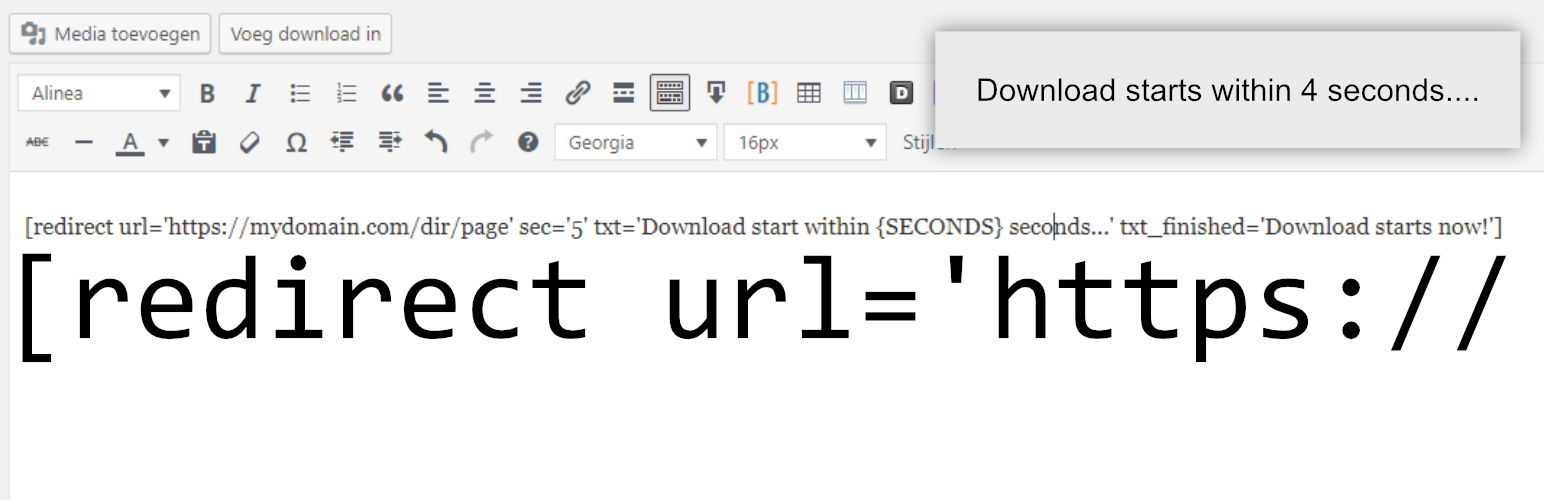 Media toevoegen Voeg download in
Download starts within 4 seconds....
Alinea B I [B] D
ABC A Georgia 16px
[redirect url='https://mydomain.com/dir/page' sec='5' txt='Download start within {SECONDS} seconds...' txt_finished='Download starts now!']
[redirect url='https://